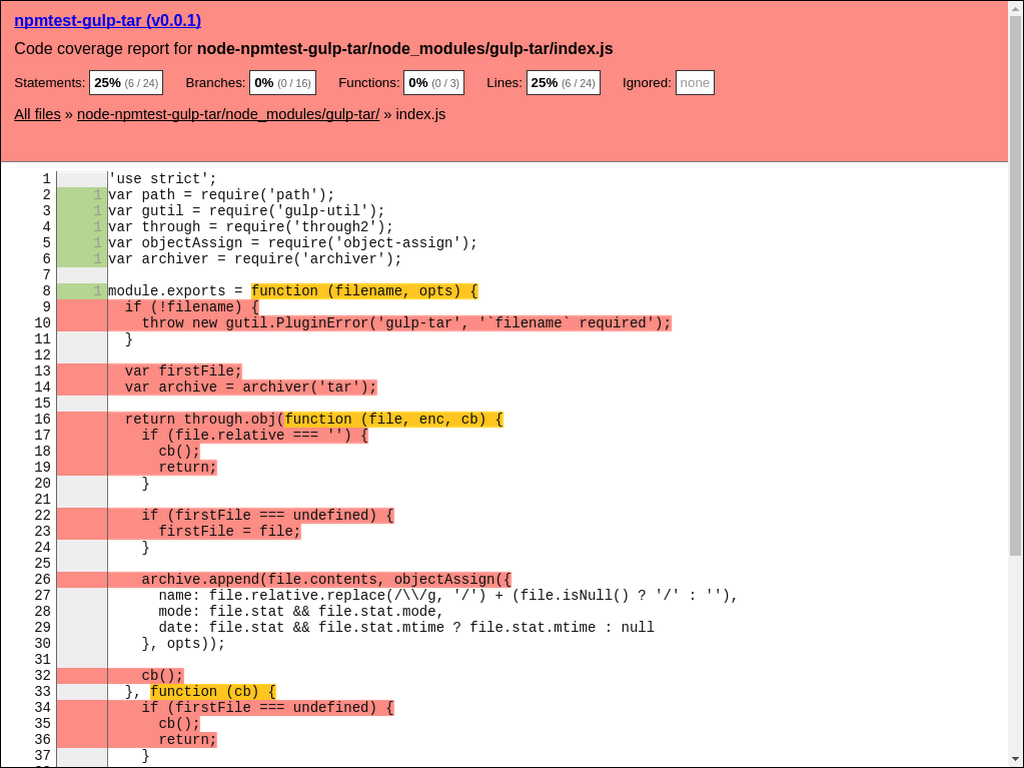 npmtest-gulp-tar (v0.0.1)
Code coverage report for node-npmtest-gulp-tar/node_modules/gulp-tar/index.js
Statements: 25% (6 / 24) Branches: 0% (0 / 16) Functions: 0% (0 / 3) Lines: 25% (6 / 24) Ignored: none
All files » node-npmtest-gulp-tar/node_modules/gulp-tar/ » index.js
1 'use strict';
2 1 var path = require('path');
3 1 var gutil = require('gulp-util');
4 1 var through = require('through2');
5 1 var objectAssign = require('object-assign');
6 1 var archiver = require('archiver');
7
8 1 module.exports = function (filename, opts) {
9   if (!filename) {
10     throw new gutil.PluginError('gulp-tar', '`filename` required');
11   }
12
13   var firstFile;
14   var archive = archiver('tar');
15
16   return through.obj(function (file, enc, cb) {
17     if (file.relative === '') {
18       cb();
19       return;
20     }
21
22     if (firstFile === undefined) {
23       firstFile = file;
24     }
25
26     archive.append(file.contents, objectAssign({
27       name: file.relative.replace(/\\/g, '/') + (file.isNull() ? '/' : ''),
28       mode: file.stat && file.stat.mode,
29       date: file.stat && file.stat.mtime ? file.stat.mtime : null
30     }, opts));
31
32     cb();
33   }, function (cb) {
34     if (firstFile === undefined) {
35       cb();
36       return;
37     }